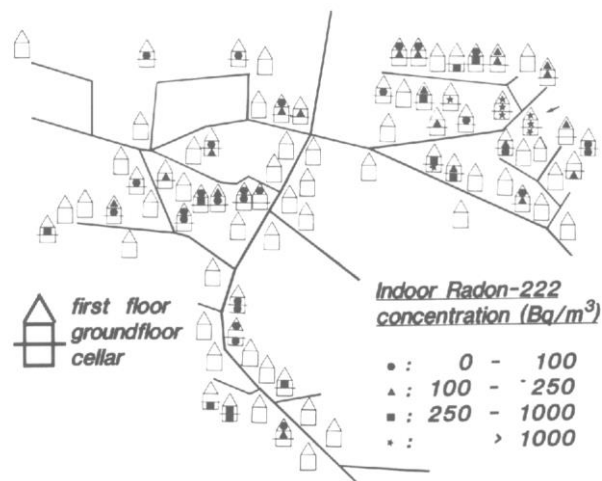 first floor
groundfloor
cellar
Indoor Radon-222
concentration (Bq/m³)
● : 0 - 100
▲ : 100 - 250
■ : 250 - 1000
★ : > 1000